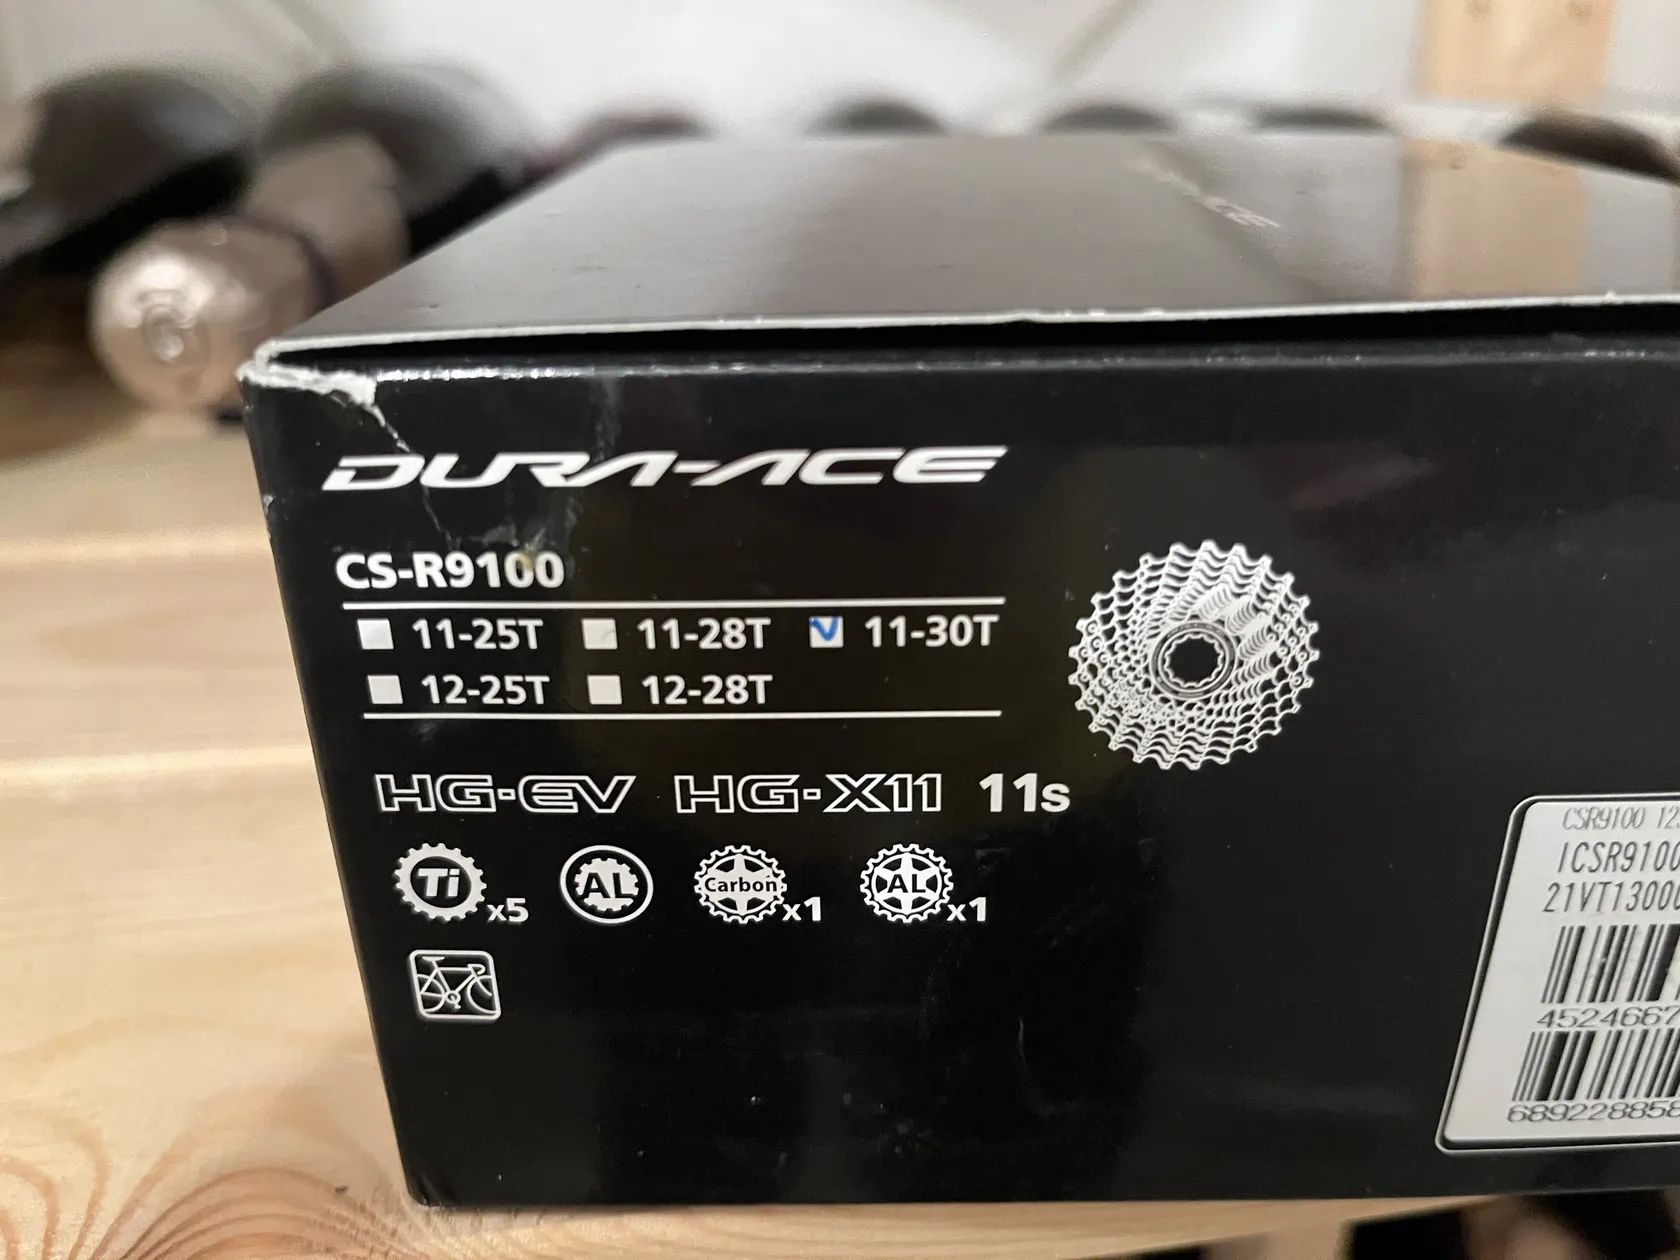 DURA-ACE
CS-R9100
11-25T 11-28T 11-30T
12-25T 12-28T
HG-EV HG-X11 11s
Ti x5 AL Carbon x1 AL x1
CSR9100
ICSR9100
21VT1300
4524667
689228858